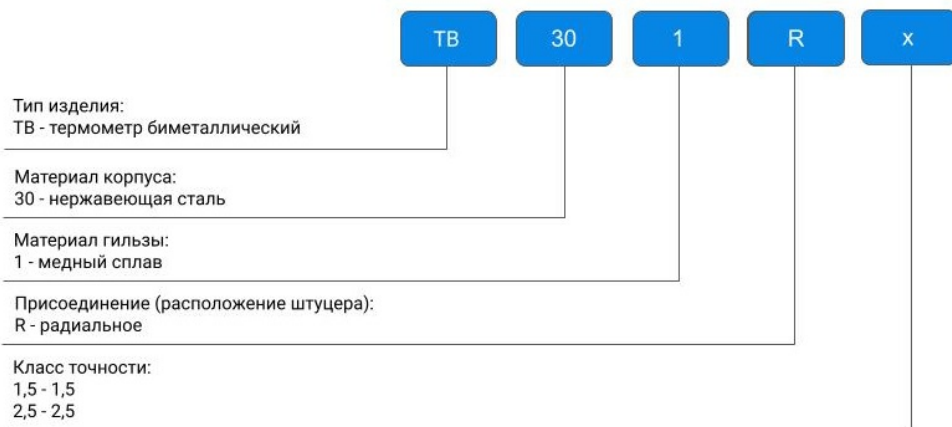 ТВ 30 1 R х
Тип изделия:
ТВ - термометр биметаллический
Материал корпуса:
30 - нержавеющая сталь
Материал гильзы:
1 - медный сплав
Присоединение (расположение штуцера):
R - радиальное
Класс точности:
1,5 - 1,5
2,5 - 2,5